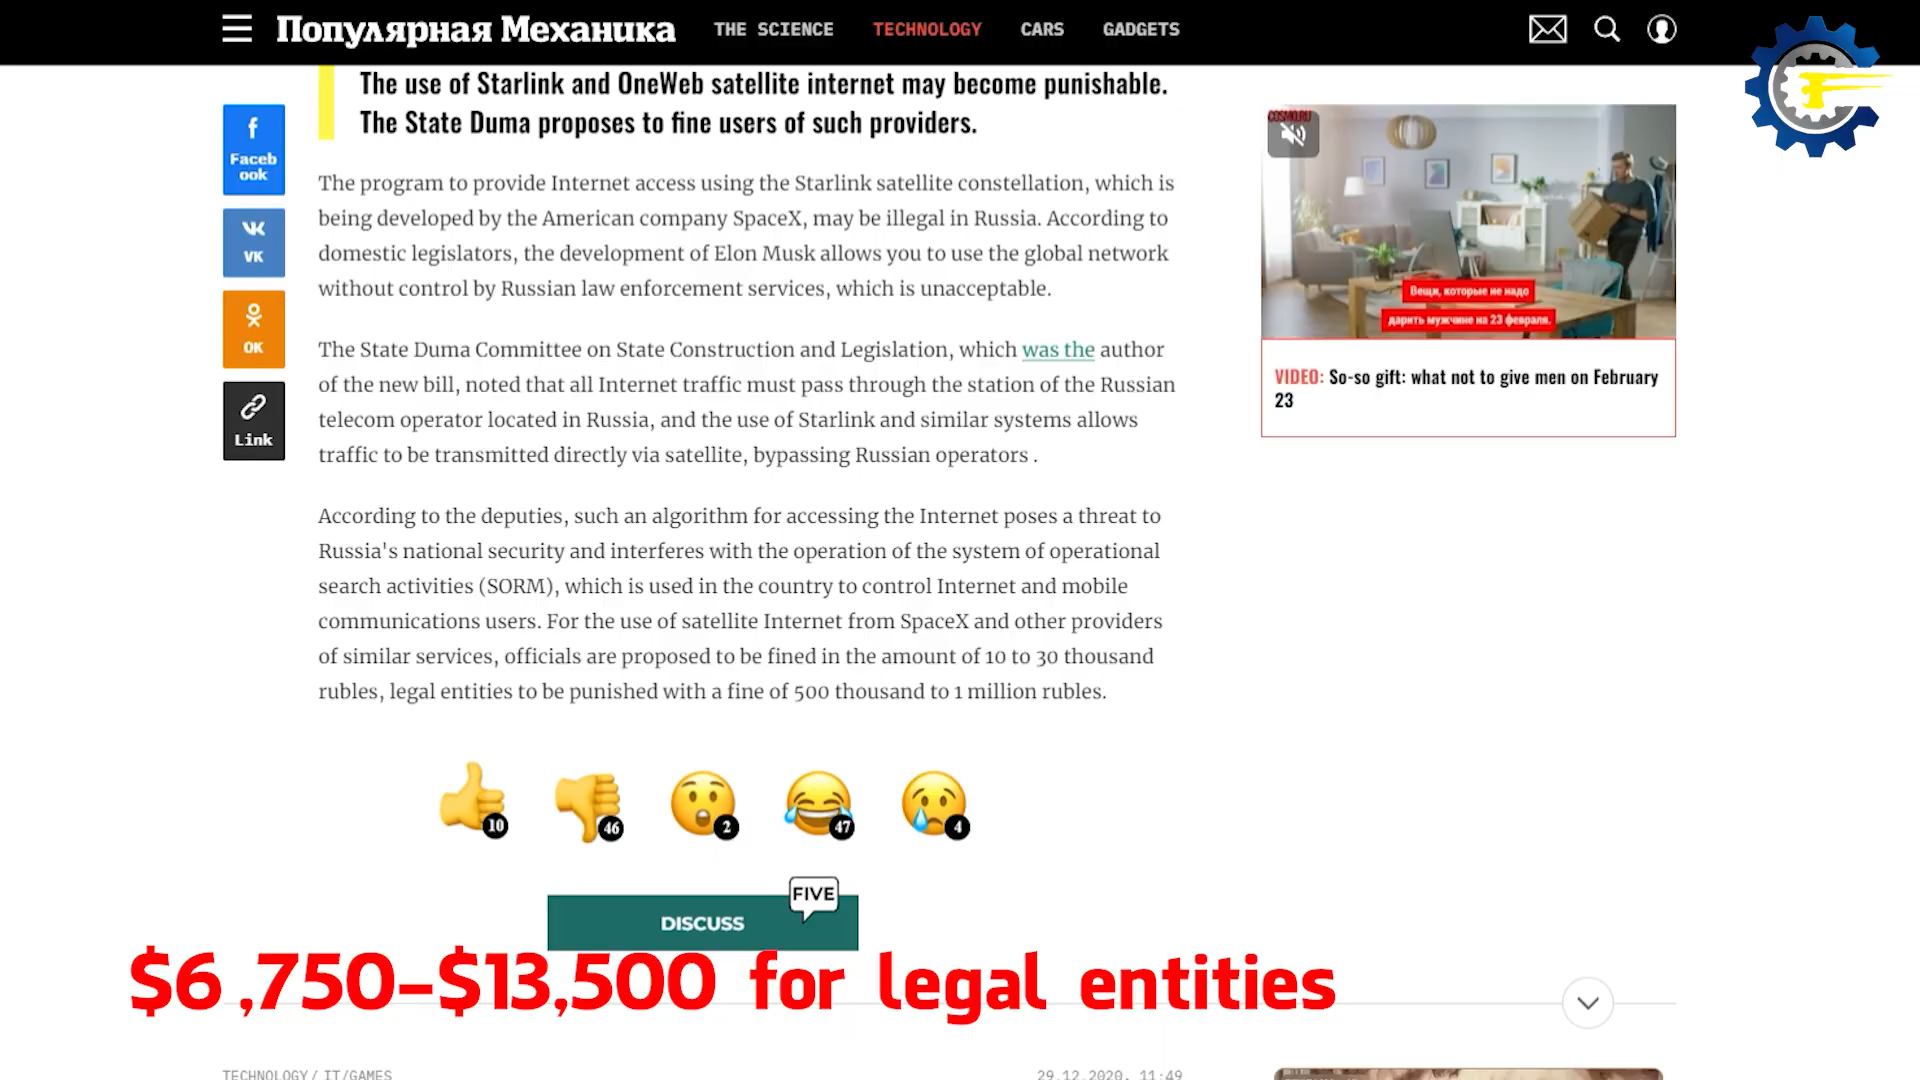 Популярная Механика
THE SCIENCE
TECHNOLOGY
CARS
GADGETS
The use of Starlink and OneWeb satellite internet may become punishable.
The State Duma proposes to fine users of such providers.
Faceb
ook
VK
OK
Link
The program to provide Internet access using the Starlink satellite constellation, which is
being developed by the American company SpaceX, may be illegal in Russia. According to
domestic legislators, the development of Elon Musk allows you to use the global network
without control by Russian law enforcement services, which is unacceptable.
The State Duma Committee on State Construction and Legislation, which was the author
of the new bill, noted that all Internet traffic must pass through the station of the Russian
telecom operator located in Russia, and the use of Starlink and similar systems allows
traffic to be transmitted directly via satellite, bypassing Russian operators .
According to the deputies, such an algorithm for accessing the Internet poses a threat to
Russia's national security and interferes with the operation of the system of operational
search activities (SORM), which is used in the country to control Internet and mobile
communications users. For the use of satellite Internet from SpaceX and other providers
of similar services, officials are proposed to be fined in the amount of 10 to 30 thousand
rubles, legal entities to be punished with a fine of 500 thousand to 1 million rubles.
COSMO.RU
Вещи, которые не надо
дарить мужчине на 23 февраля.
VIDEO: So-so gift: what not to give men on February
23
10
46
2
47
4
FIVE
DISCUSS
$6,750-$13,500 for legal entities
TECHNOLOGY / IT/GAMES
29.12.2020, 11:49